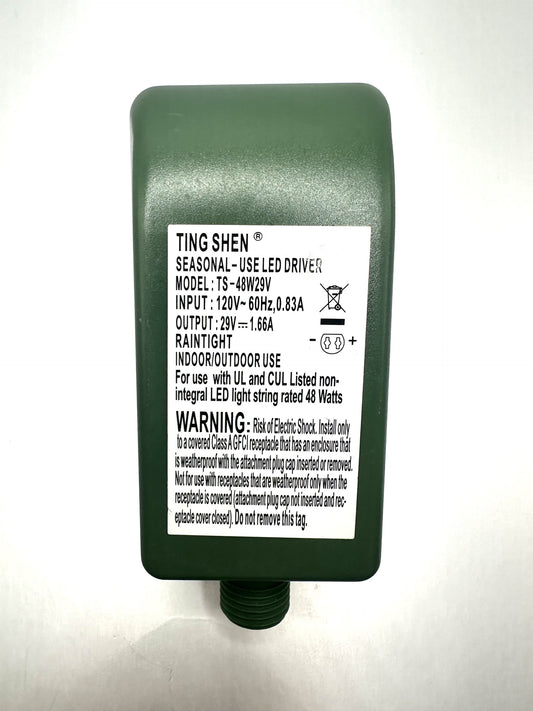 TING SHEN ®
SEASONAL-USE LED DRIVER
MODEL: TS-48W29V
INPUT: 120V~ 60Hz,0.83A
OUTPUT: 29V⎓1.66A
RAINTIGHT
- +
INDOOR/OUTDOOR USE
For use with UL and CUL Listed non-
integral LED light string rated 48 Watts
WARNING: Risk of Electric Shock. Install only
to a covered Class A GFCI receptacle that has an enclosure that
is weatherproof with the attachment plug cap inserted or removed.
Not for use with receptacles that are weatherproof only when the
receptacle is covered (attachment plug cap not inserted and rec-
eptacle cover closed). Do not remove this tag.